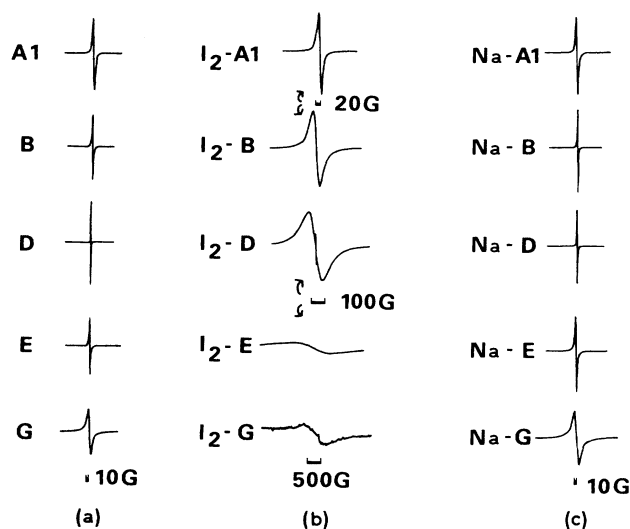 A1
B
D
E
G
10G
(a)
I2-A1
20G
I2-B
I2-D
100G
I2-E
I2-G
500G
(b)
Na-A1
Na-B
Na-D
Na-E
Na-G
10G
(c)